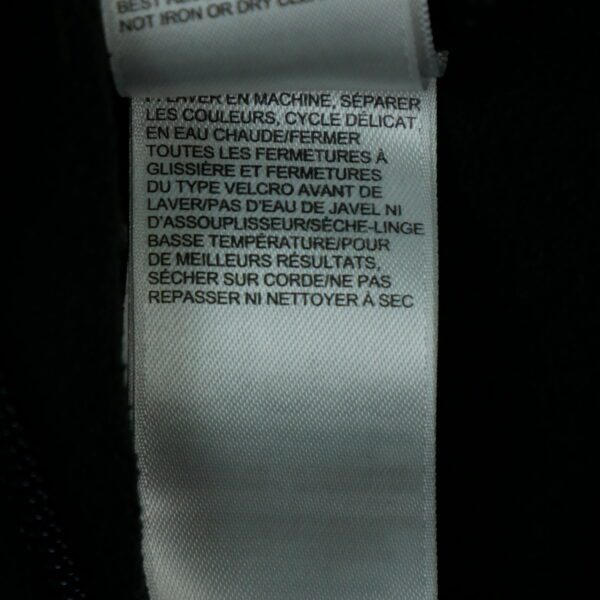 NOT IRON OR DRY
LAVER EN MACHINE, SÉPARER
LES COULEURS, CYCLE DÉLICAT,
EN EAU CHAUDE/FERMER
TOUTES LES FERMETURES À
GLISSIÈRE ET FERMETURES
DU TYPE VELCRO AVANT DE
LAVER/PAS D'EAU DE JAVEL NI
D'ASSOUPLISSEUR/SÈCHE-LINGE
BASSE TEMPÉRATURE/POUR
DE MEILLEURS RÉSULTATS,
SÉCHER SUR CORDE/NE PAS
REPASSER NI NETTOYER À SEC